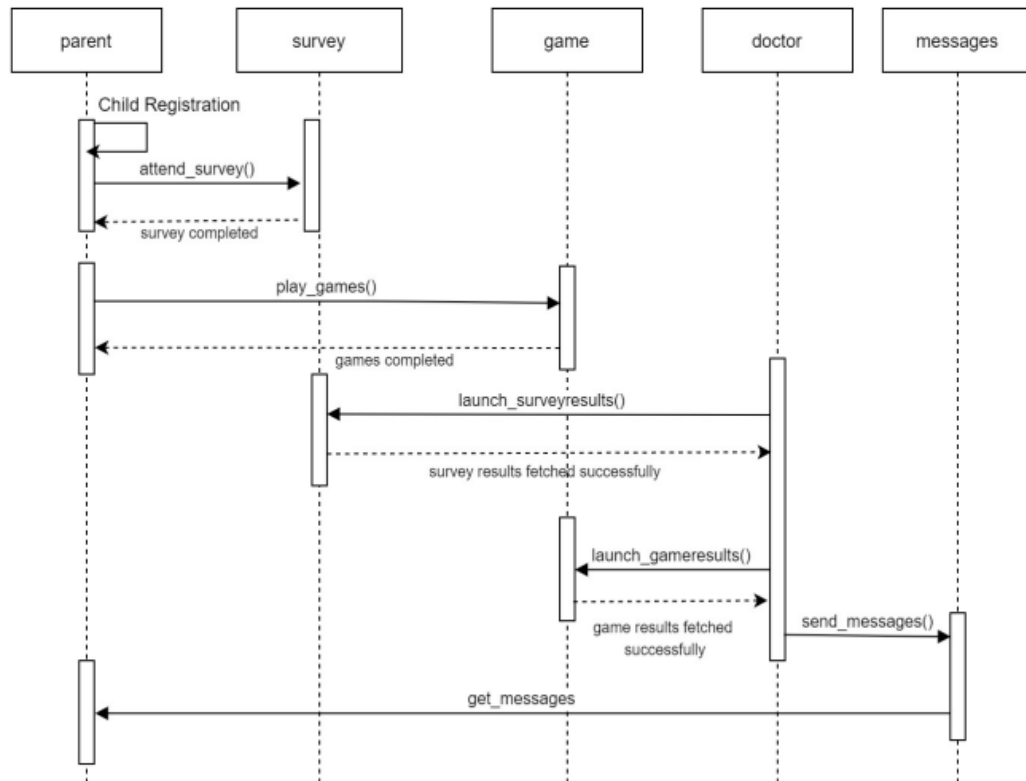 parent
survey
game
doctor
messages
Child Registration
attend_survey()
survey completed
play_games()
games completed
launch_surveyresults()
survey results fetched successfully
launch_gameresults()
game results fetched
successfully
send_messages()
get_messages